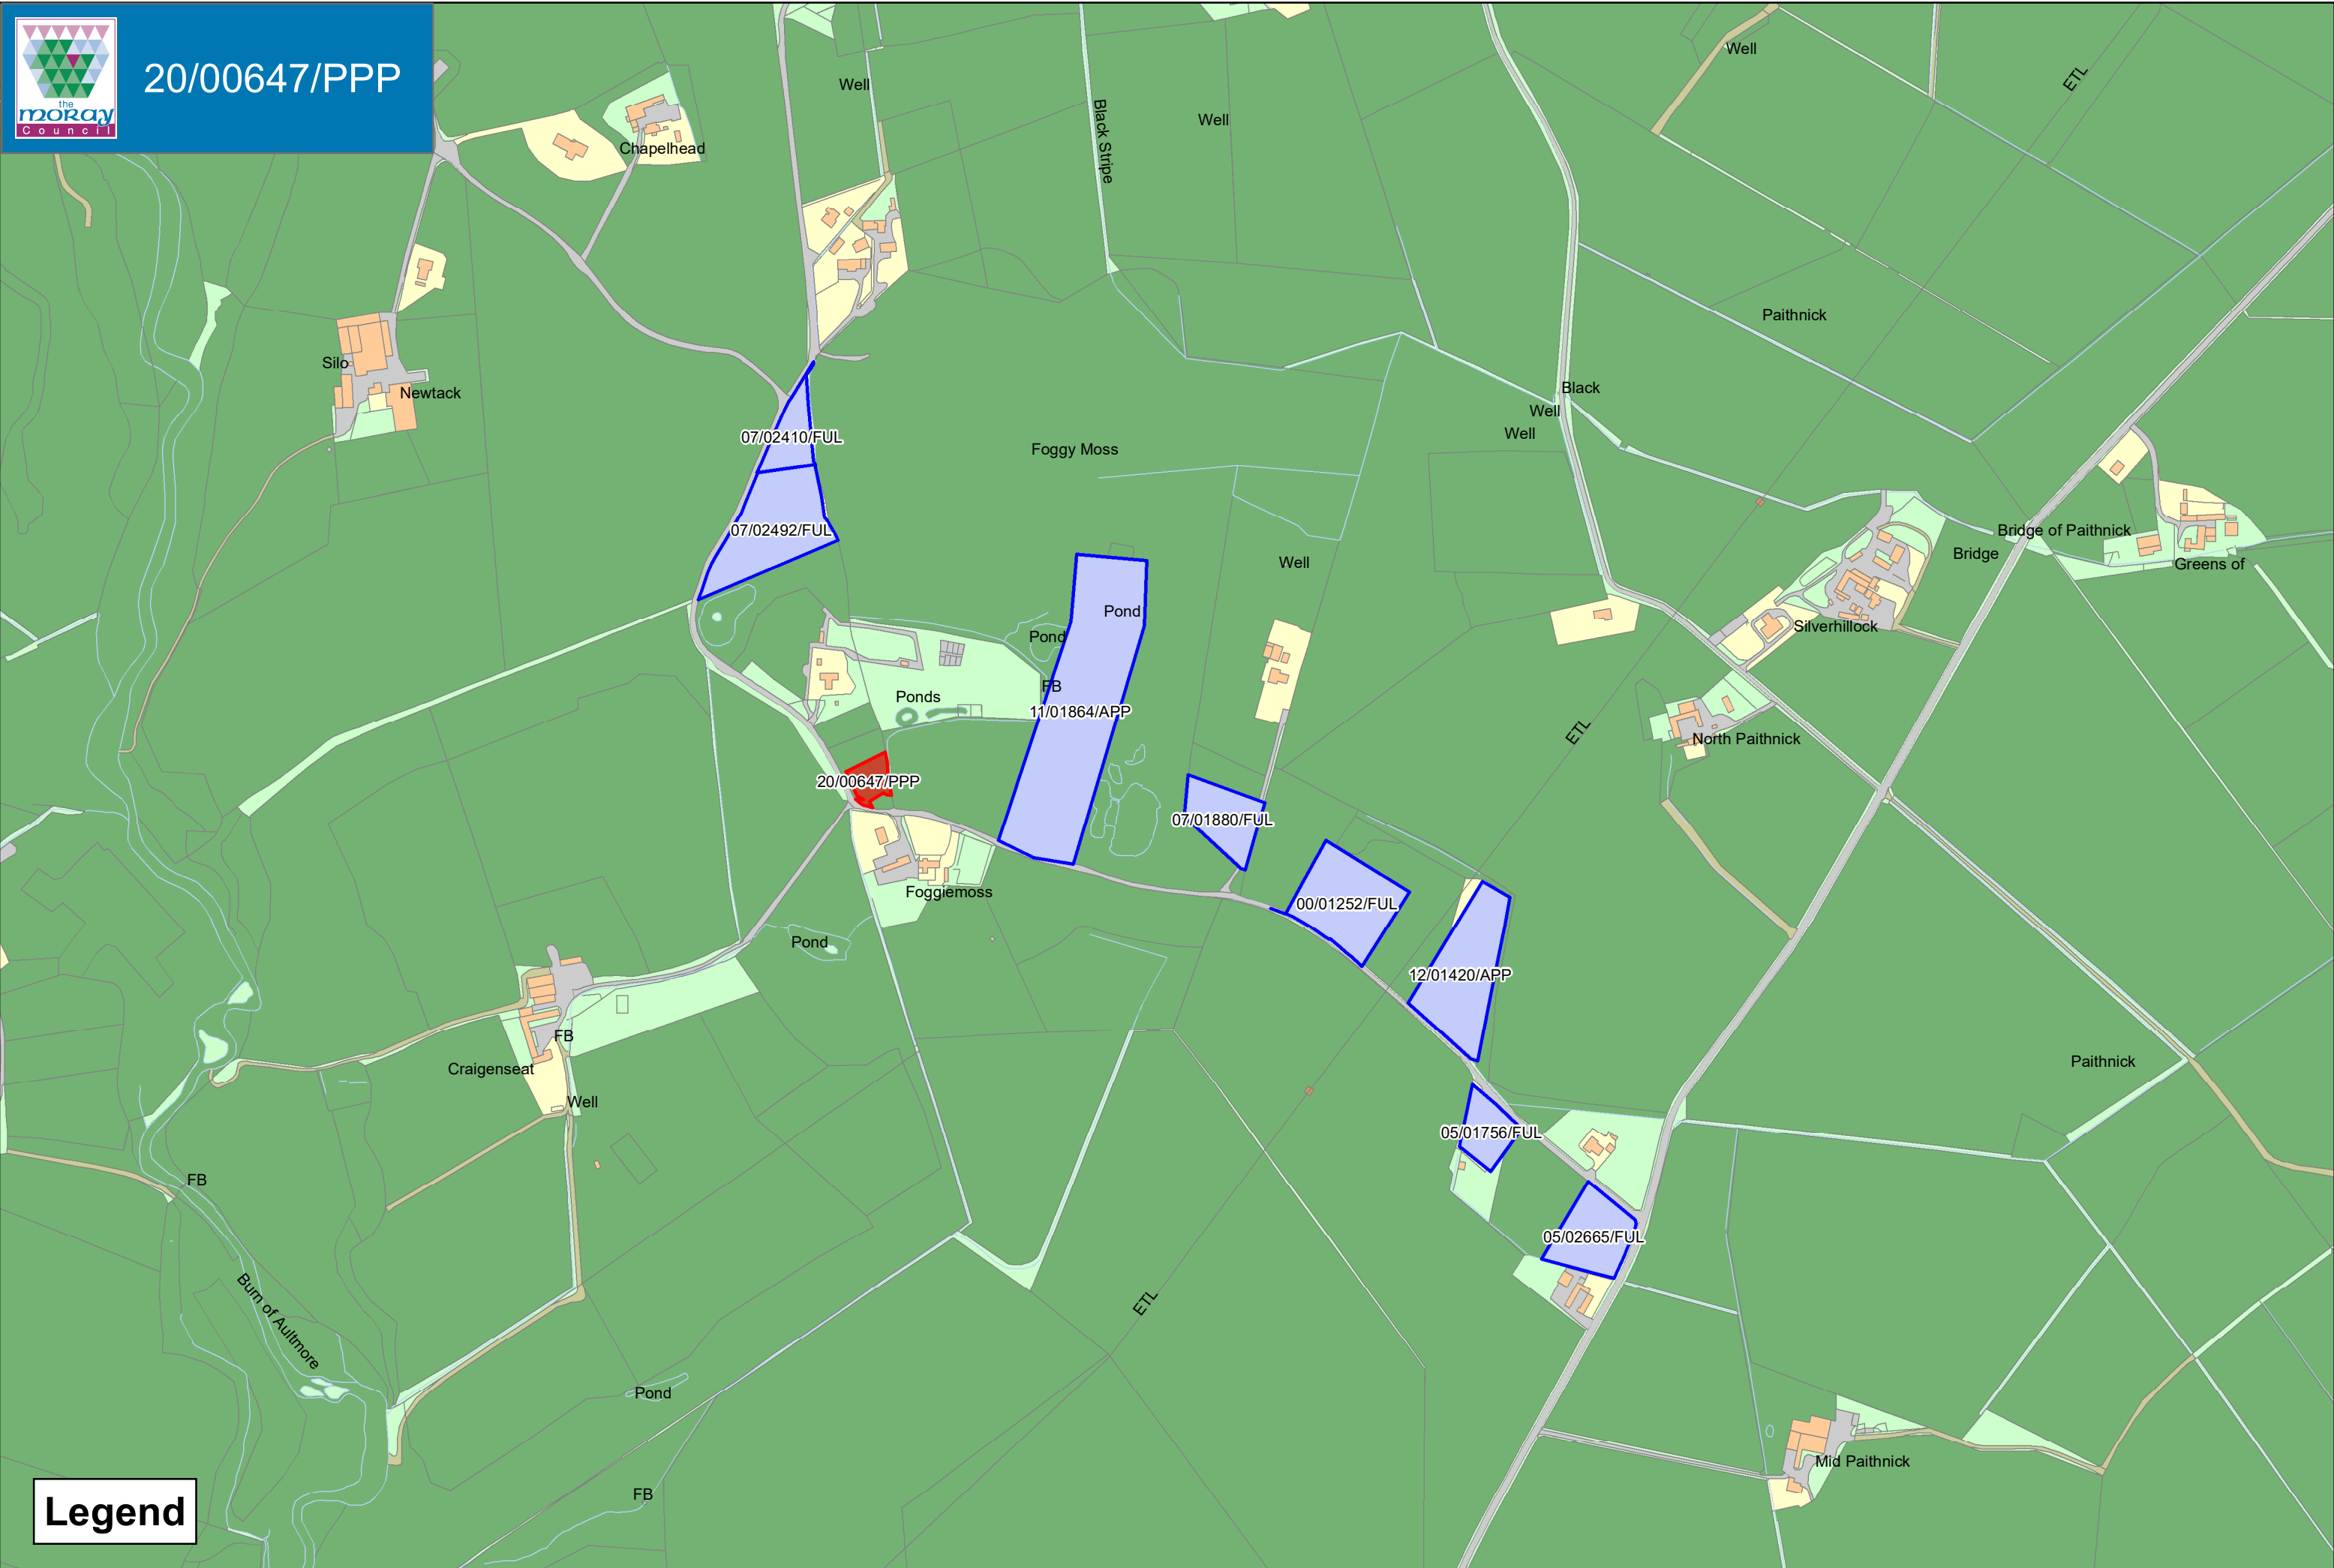 the
moray
Council
20/00647/PPP
Well
Well
Well
ETL
Black Stripe
Chapelhead
Paithnick
Silo
Newtack
Black
Well
Well
07/02410/FUL
Foggy Moss
07/02492/FUL
Bridge of Paithnick
Bridge
Greens of
Well
Pond
Pond
Silverhillock
FB
Ponds
11/01864/APP
ETL
North Paithnick
20/00647/PPP
07/01880/FUL
Foggiemoss
00/01252/FUL
Pond
12/01420/APP
FB
Craigenseat
Paithnick
Well
05/01756/FUL
FB
05/02665/FUL
Burn of Aultmore
ETL
Pond
Mid Paithnick
FB
Legend